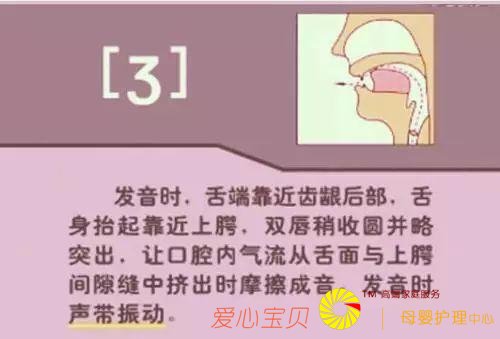 [ʒ]
发音时，舌端靠近齿龈后部，舌
身抬起靠近上腭，双唇稍收圆并略
突出，让口腔内气流从舌面与上腭
间隙缝中挤出时摩擦成音。发音时
声带振动。
TM 高端家庭服务
爱心宝贝
母婴护理中心